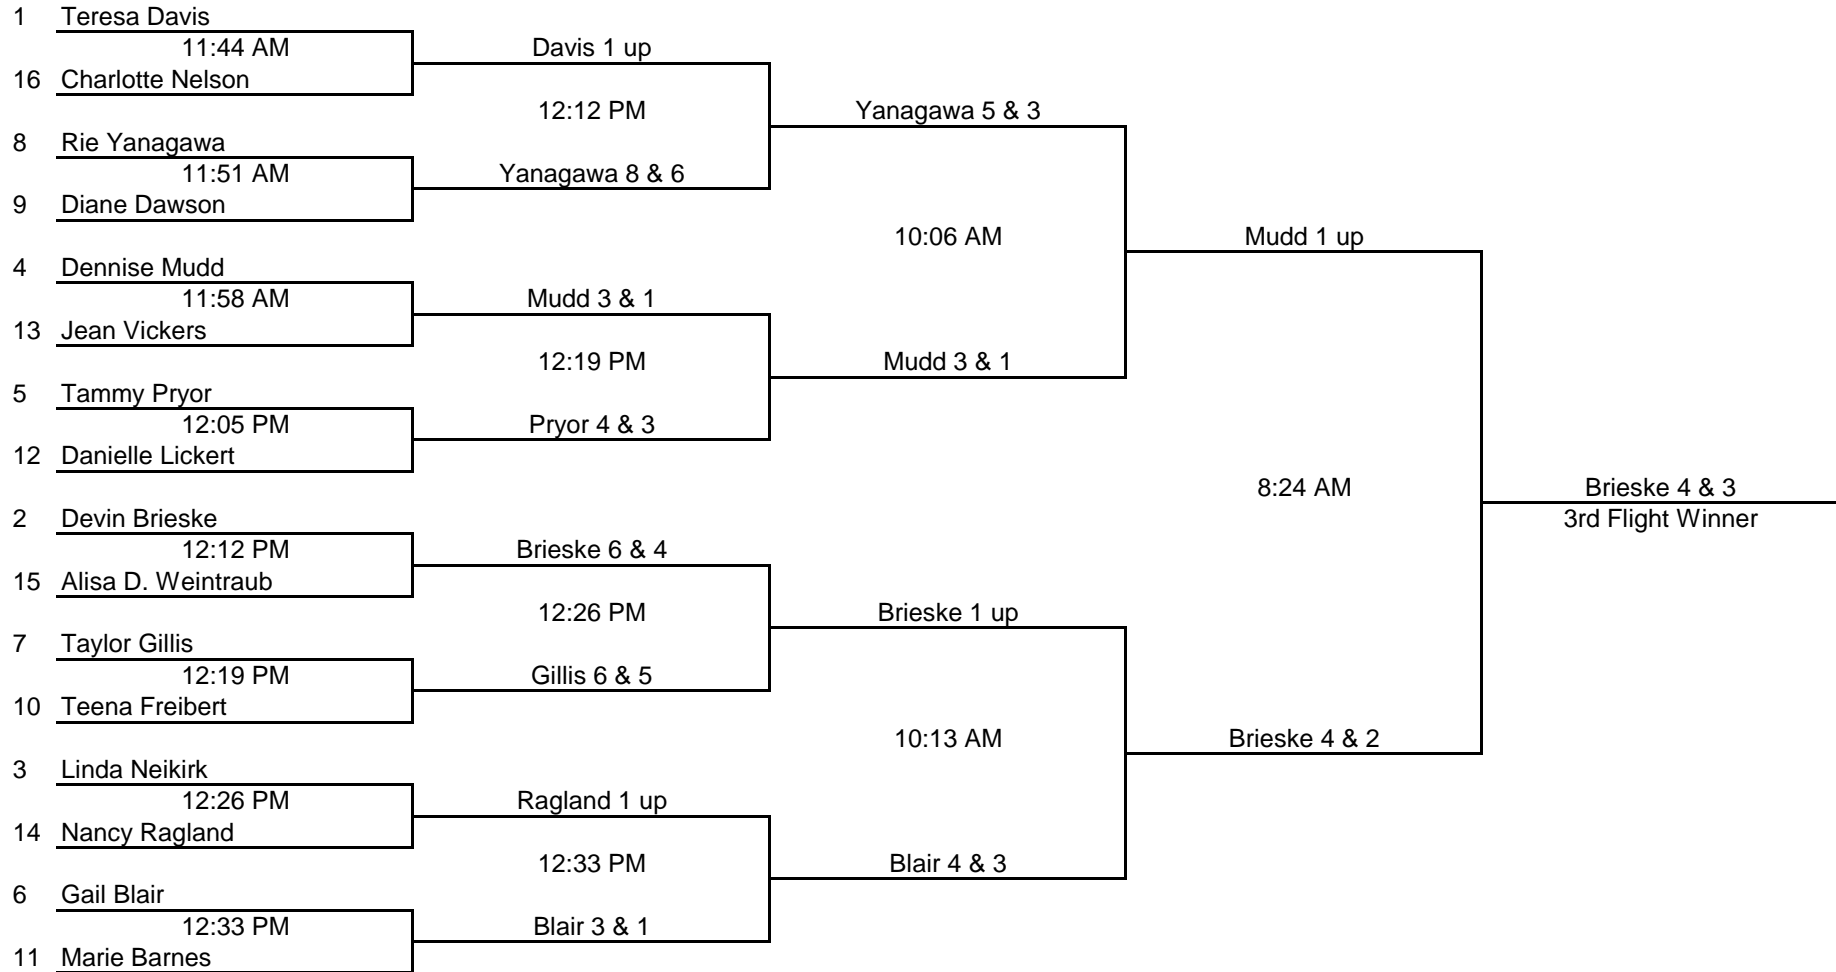 1 Teresa Davis
11:44 AM
Davis 1 up
16 Charlotte Nelson
12:12 PM
Yanagawa 5 & 3
8 Rie Yanagawa
11:51 AM
Yanagawa 8 & 6
9 Diane Dawson
10:06 AM
Mudd 1 up
4 Dennise Mudd
11:58 AM
Mudd 3 & 1
13 Jean Vickers
12:19 PM
Mudd 3 & 1
5 Tammy Pryor
12:05 PM
Pryor 4 & 3
12 Danielle Lickert
8:24 AM
Brieske 4 & 3
3rd Flight Winner
2 Devin Brieske
12:12 PM
Brieske 6 & 4
15 Alisa D. Weintraub
12:26 PM
Brieske 1 up
7 Taylor Gillis
12:19 PM
Gillis 6 & 5
10 Teena Freibert
10:13 AM
Brieske 4 & 2
3 Linda Neikirk
12:26 PM
Ragland 1 up
14 Nancy Ragland
12:33 PM
Blair 4 & 3
6 Gail Blair
12:33 PM
Blair 3 & 1
11 Marie Barnes